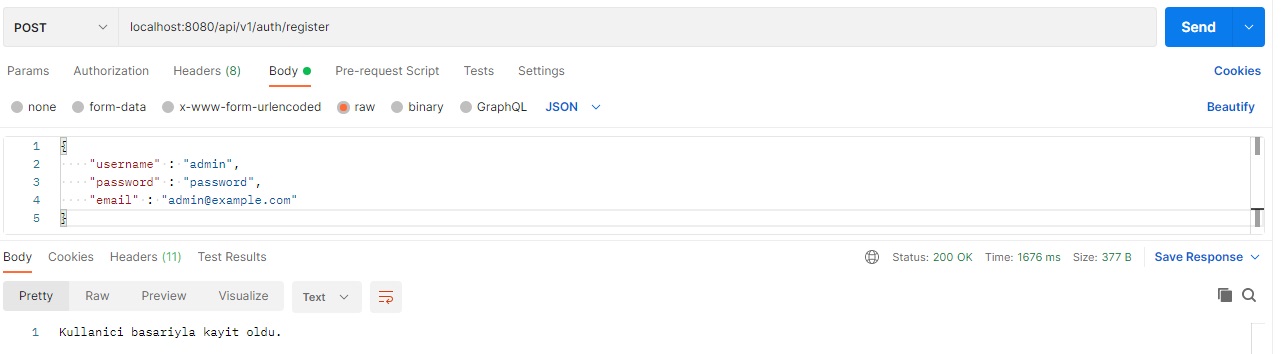 POST localhost:8080/api/v1/auth/register Send
Params Authorization Headers (8) Body Pre-request Script Tests Settings Cookies
none form-data x-www-form-urlencoded raw binary GraphQL JSON Beautify
1 {
2 "username" : "admin",
3 "password" : "password",
4 "email" : "admin@example.com"
5 }
Body Cookies Headers (11) Test Results Status: 200 OK Time: 1676 ms Size: 377 B Save Response
Pretty Raw Preview Visualize Text
1 Kullanici basariyla kayit oldu.